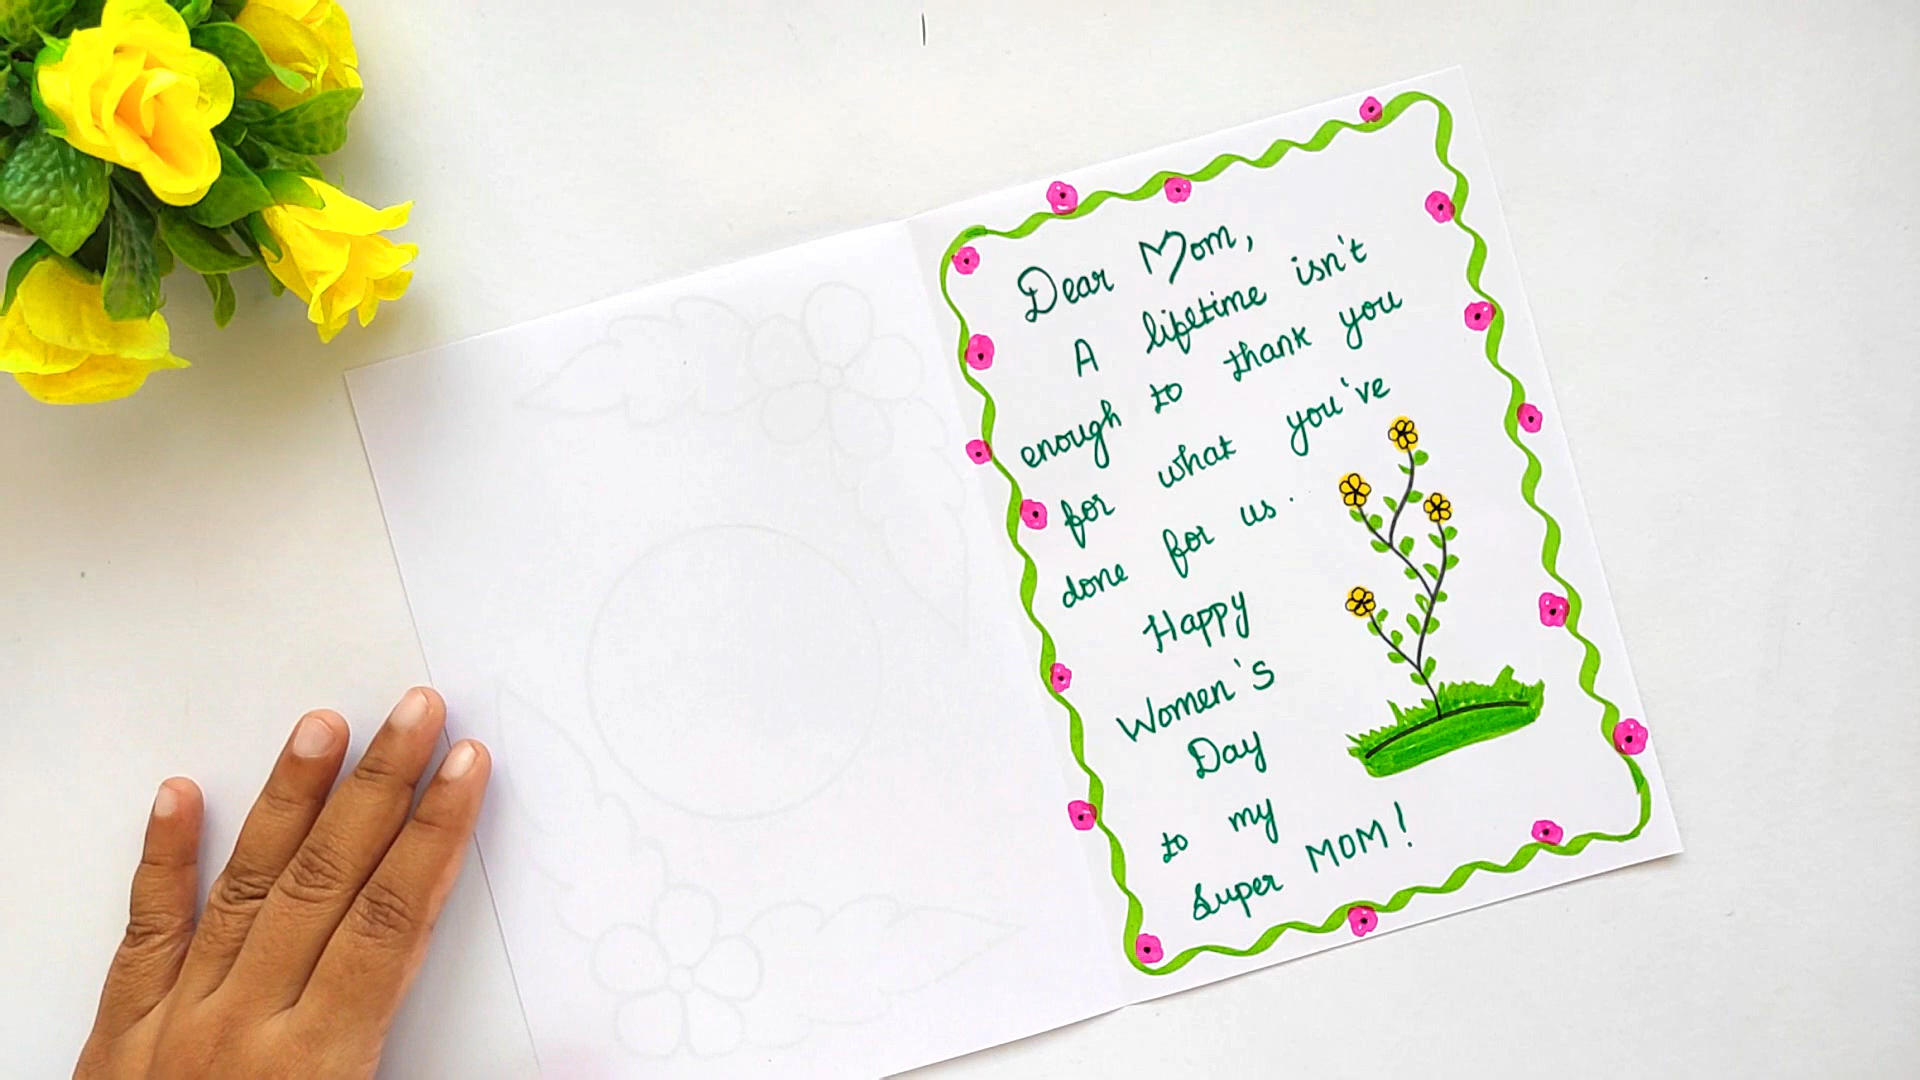 Dear Mom,
A lifetime isn't
enough to thank you
for what you've
done for us.
Happy
Women's
Day
to my
Super MOM!